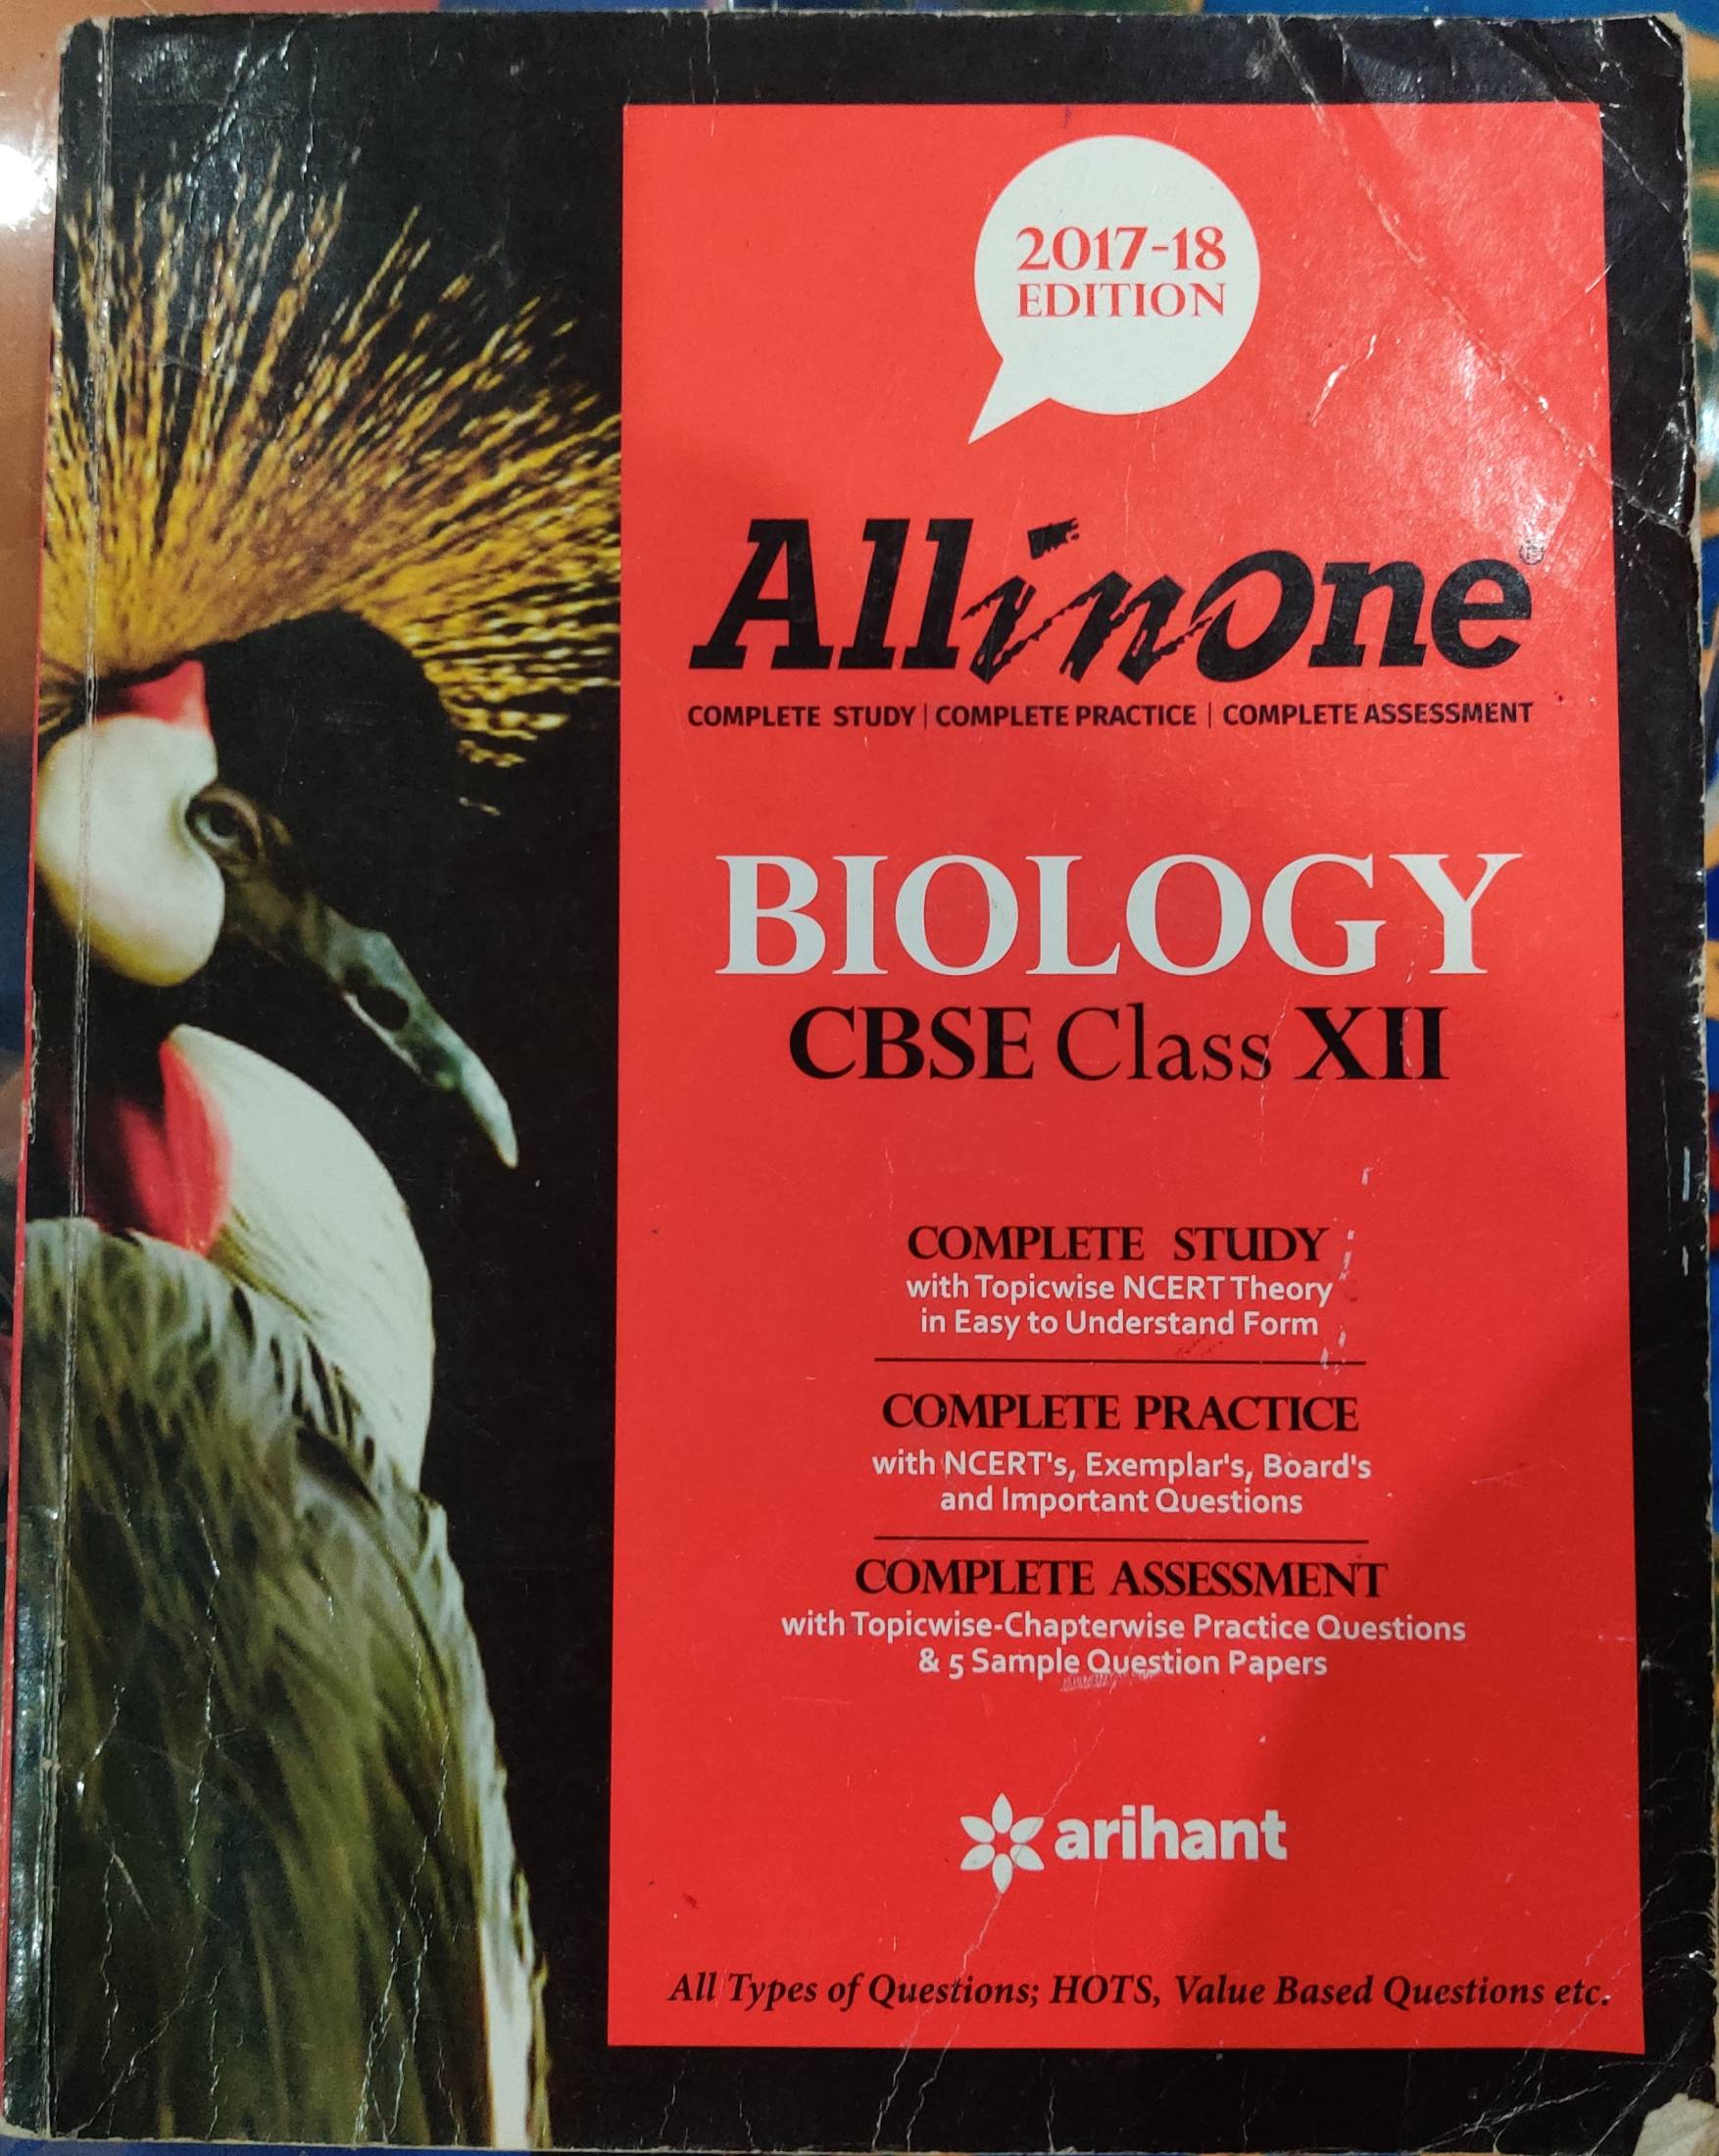 2017-18
EDITION
All in One
COMPLETE STUDY | COMPLETE PRACTICE | COMPLETE ASSESSMENT
BIOLOGY
CBSE Class XII
COMPLETE STUDY
with Topicwise NCERT Theory
in Easy to Understand Form
COMPLETE PRACTICE
with NCERT's, Exemplar's, Board's
and Important Questions
COMPLETE ASSESSMENT
with Topicwise-Chapterwise Practice Questions
& 5 Sample Question Papers
arihant
All Types of Questions; HOTS, Value Based Questions etc.